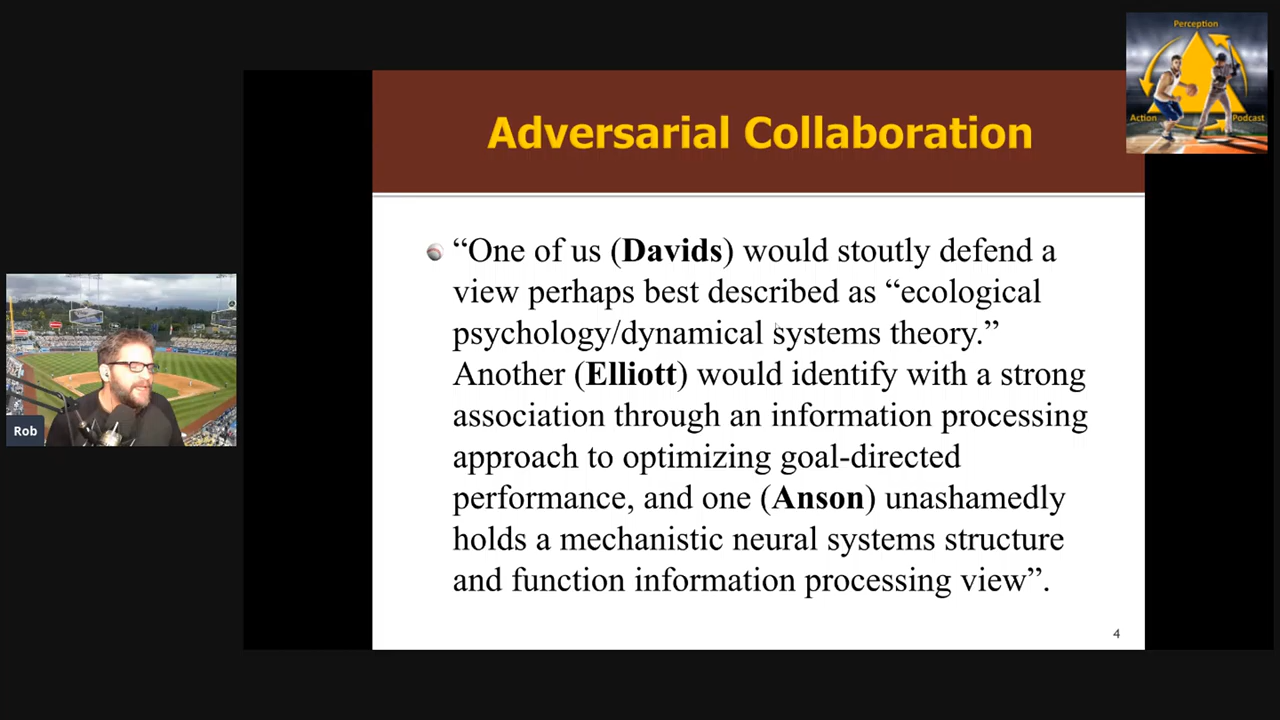 Perception
Action
Podcast
Adversarial Collaboration
“One of us (Davids) would stoutly defend a
view perhaps best described as “ecological
psychology/dynamical systems theory.”
Another (Elliott) would identify with a strong
association through an information processing
approach to optimizing goal-directed
performance, and one (Anson) unashamedly
holds a mechanistic neural systems structure
and function information processing view”.
4
Rob